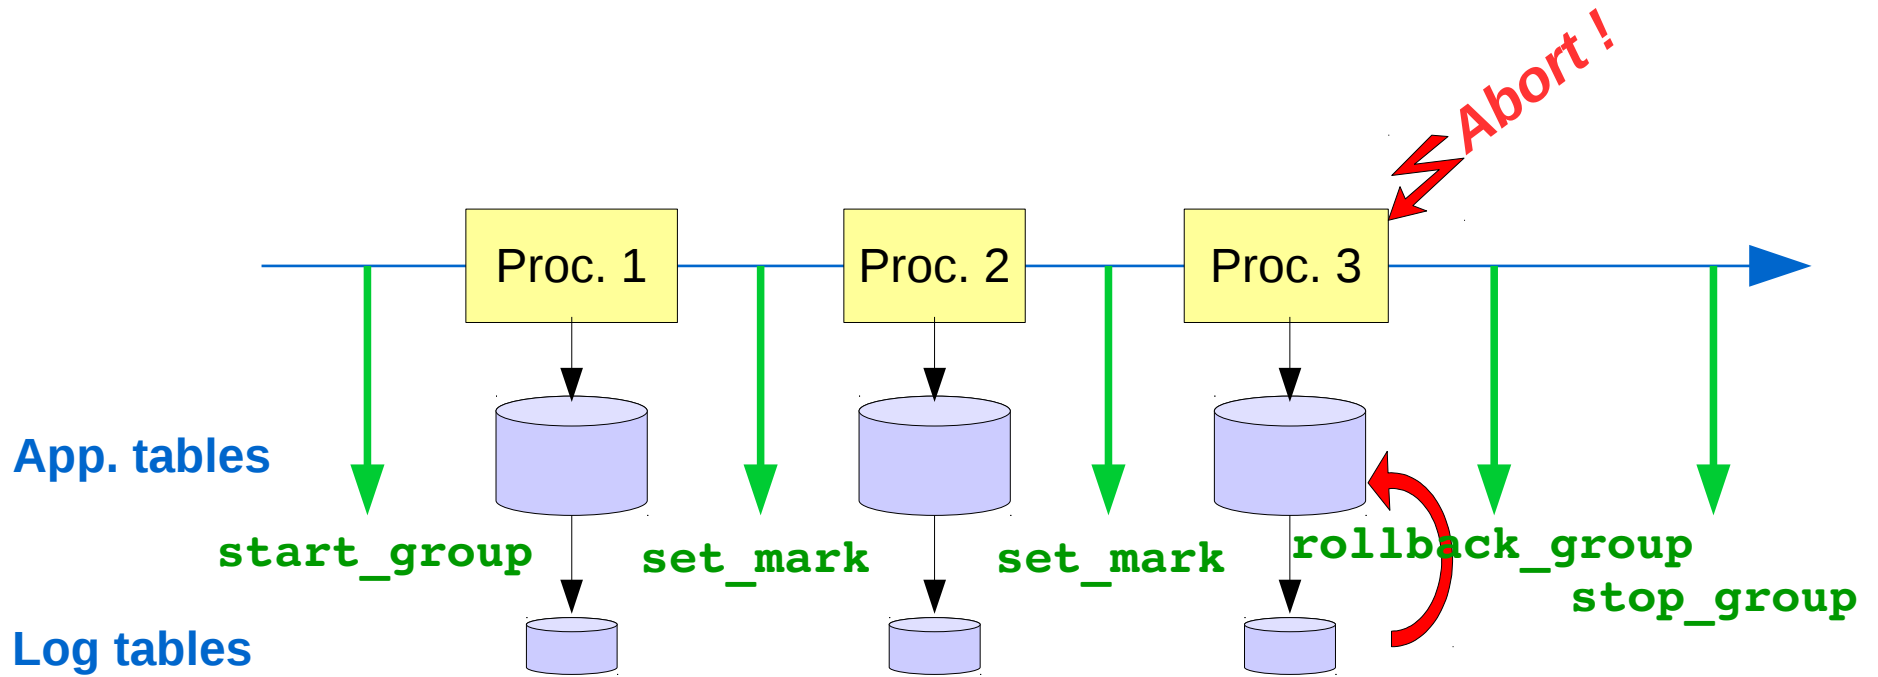 Abort !
Proc. 1
Proc. 2
Proc. 3
App. tables
start_group
set_mark
set_mark
rollback_group
stop_group
Log tables